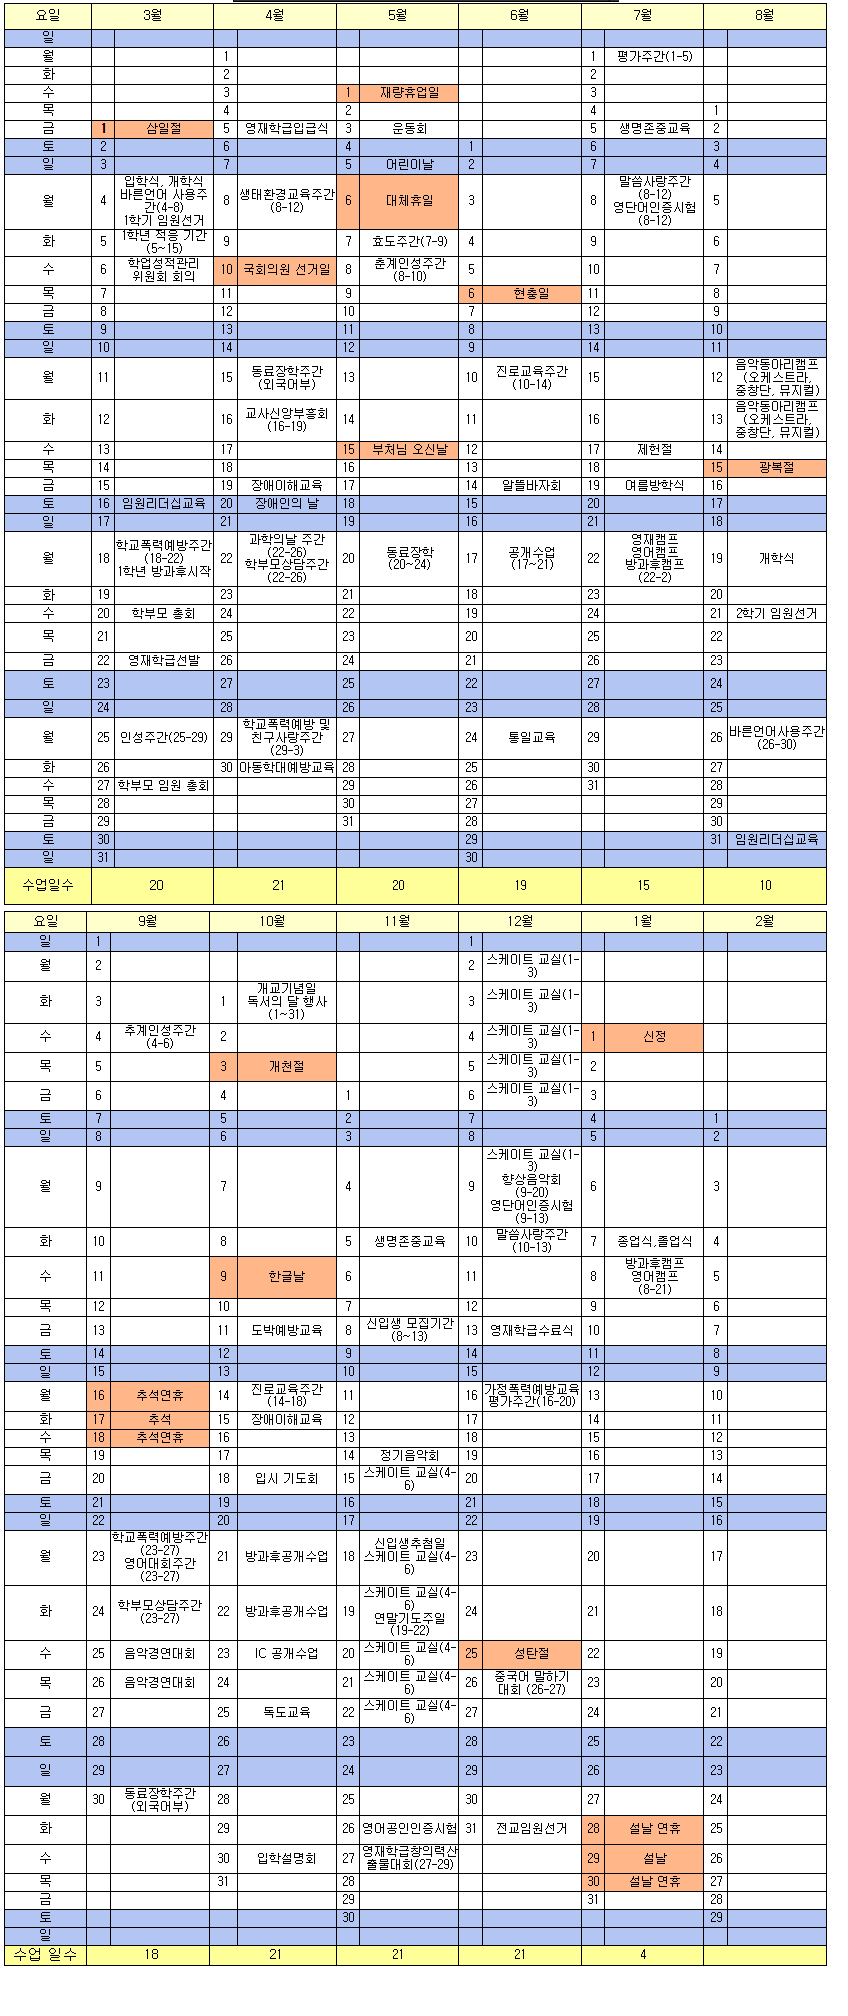 요일 3월 4월 5월 6월 7월 8월
일
월 1 1 평가주간(1-5)
화 2 2
수 3 1 재량휴업일 3
목 4 2 4 1
금 1 삼일절 5 영재학급입급식 3 운동회 5 생명존중교육 2
토 2 6 4 1 6 3
일 3 7 5 어린이날 2 7 4
월 4 입학식, 개학식
바른언어 사용주
간(4-8)
1학기 임원선거 8 생태환경교육주간
(8-12) 6 대체휴일 3 8 말씀사랑주간
(8-12)
영단어인증시험
(8-12) 5
화 5 1학년 적응 기간
(5~15) 9 7 효도주간(7-9) 4 9 6
수 6 학업성적관리
위원회 회의 10 국회의원 선거일 8 춘계인성주간
(8-10) 5 10 7
목 7 11 9 6 현충일 11 8
금 8 12 10 7 12 9
토 9 13 11 8 13 10
일 10 14 12 9 14 11
월 11 15 동료장학주간
(외국어부) 13 10 진로교육주간
(10-14) 15 12 음악동아리캠프
(오케스트라,
중창단, 뮤지컬)
화 12 16 교사신앙부흥회
(16-19) 14 11 16 13 음악동아리캠프
(오케스트라,
중창단, 뮤지컬)
수 13 17 15 부처님 오신날 12 17 제헌절 14
목 14 18 16 13 18 15 광복절
금 15 19 장애이해교육 17 14 알뜰바자회 19 여름방학식 16
토 16 임원리더십교육 20 장애인의 날 18 15 20 17
일 17 21 19 16 21 18
월 18 학교폭력예방주간
(18-22)
1학년 방과후시작 22 과학의날 주간
(22-26)
학부모상담주간
(22-26) 20 동료장학
(20~24) 17 공개수업
(17~21) 22 영재캠프
영어캠프
방과후캠프
(22-2) 19 개학식
화 19 23 21 18 23 20
수 20 학부모 총회 24 22 19 24 21 2학기 임원선거
목 21 25 23 20 25 22
금 22 영재학급선발 26 24 21 26 23
토 23 27 25 22 27 24
일 24 28 26 23 28 25
월 25 인성주간(25-29) 29 학교폭력예방 및
친구사랑주간
(29-3) 27 24 통일교육 29 26 바른언어사용주간
(26-30)
화 26 30 아동학대예방교육 28 25 30 27
수 27 학부모 임원 총회 29 26 31 28
목 28 30 27 29
금 29 31 28 30
토 30 29 31 임원리더십교육
일 31 30
수업일수 20 21 20 19 15 10
요일 9월 10월 11월 12월 1월 2월
일 1 1
월 2 2 스케이트 교실(1-
3)
화 3 1 개교기념일
독서의 달 행사
(1~31) 3 스케이트 교실(1-
3)
수 4 추계인성주간
(4-6) 2 4 스케이트 교실(1-
3) 1 신정
목 5 3 개천절 5 스케이트 교실(1-
3) 2
금 6 4 1 6 스케이트 교실(1-
3) 3
토 7 5 2 7 4 1
일 8 6 3 8 5 2
월 9 7 4 9 스케이트 교실(1-
3)
향상음악회
(9-20)
영단어인증시험
(9-13) 6 3
화 10 8 5 생명존중교육 10 말씀사랑주간
(10-13) 7 종업식,졸업식 4
수 11 9 한글날 6 11 8 방과후캠프
영어캠프
(8-21) 5
목 12 10 7 12 9 6
금 13 11 도박예방교육 8 신입생 모집기간
(8~13) 13 영재학급수료식 10 7
토 14 12 9 14 11 8
일 15 13 10 15 12 9
월 16 추석연휴 14 진로교육주간
(14-18) 11 16 가정폭력예방교육
평가주간(16-20) 13 10
화 17 추석 15 장애이해교육 12 17 14 11
수 18 추석연휴 16 13 18 15 12
목 19 17 14 정기음악회 19 16 13
금 20 18 입시 기도회 15 스케이트 교실(4-
6) 20 17 14
토 21 19 16 21 18 15
일 22 20 17 22 19 16
월 23 학교폭력예방주간
(23-27)
영어대회주간
(23-27) 21 방과후공개수업 18 신입생추첨일
스케이트 교실(4-
6) 23 20 17
화 24 학부모상담주간
(23-27) 22 방과후공개수업 19 스케이트 교실(4-
6)
연말기도주일
(19-22) 24 21 18
수 25 음악경연대회 23 IC 공개수업 20 스케이트 교실(4-
6) 25 성탄절 22 19
목 26 음악경연대회 24 21 스케이트 교실(4-
6) 26 중국어 말하기
대회 (26-27) 23 20
금 27 25 독도교육 22 스케이트 교실(4-
6) 27 24 21
토 28 26 23 28 25 22
일 29 27 24 29 26 23
월 30 동료장학주간
(외국어부) 28 25 30 27 24
화 29 26 영어공인인증시험 31 전교임원선거 28 설날 연휴 25
수 30 입학설명회 27 영재학급창의력산
출물대회(27-29) 29 설날 26
목 31 28 30 설날 연휴 27
금 29 31 28
토 30 29
일
수업 일수 18 21 21 21 4